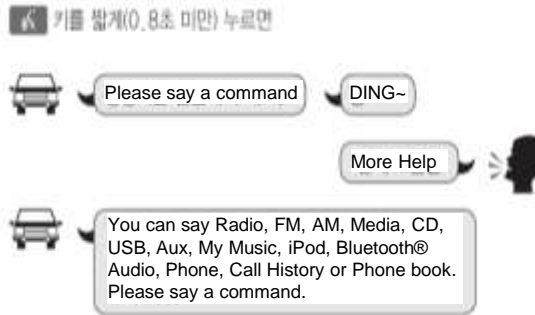 키를 짧게(0.8초 미만) 누르면
Please say a command
DING~
More Help
You can say Radio, FM, AM, Media, CD,
USB, Aux, My Music, iPod, Bluetooth®
Audio, Phone, Call History or Phone book.
Please say a command.